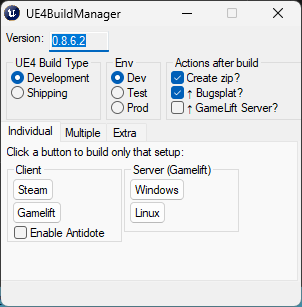 UE4BuildManager
Version: 0.8.6.2
UE4 Build Type
Development
Shipping
Env
Dev
Test
Prod
Actions after build
Create zip?
↑ Bugsplat?
↑ GameLift Server?
Individual Multiple Extra
Click a button to build only that setup:
Client
Steam
Gamelift
Enable Antidote
Server (Gamelift)
Windows
Linux